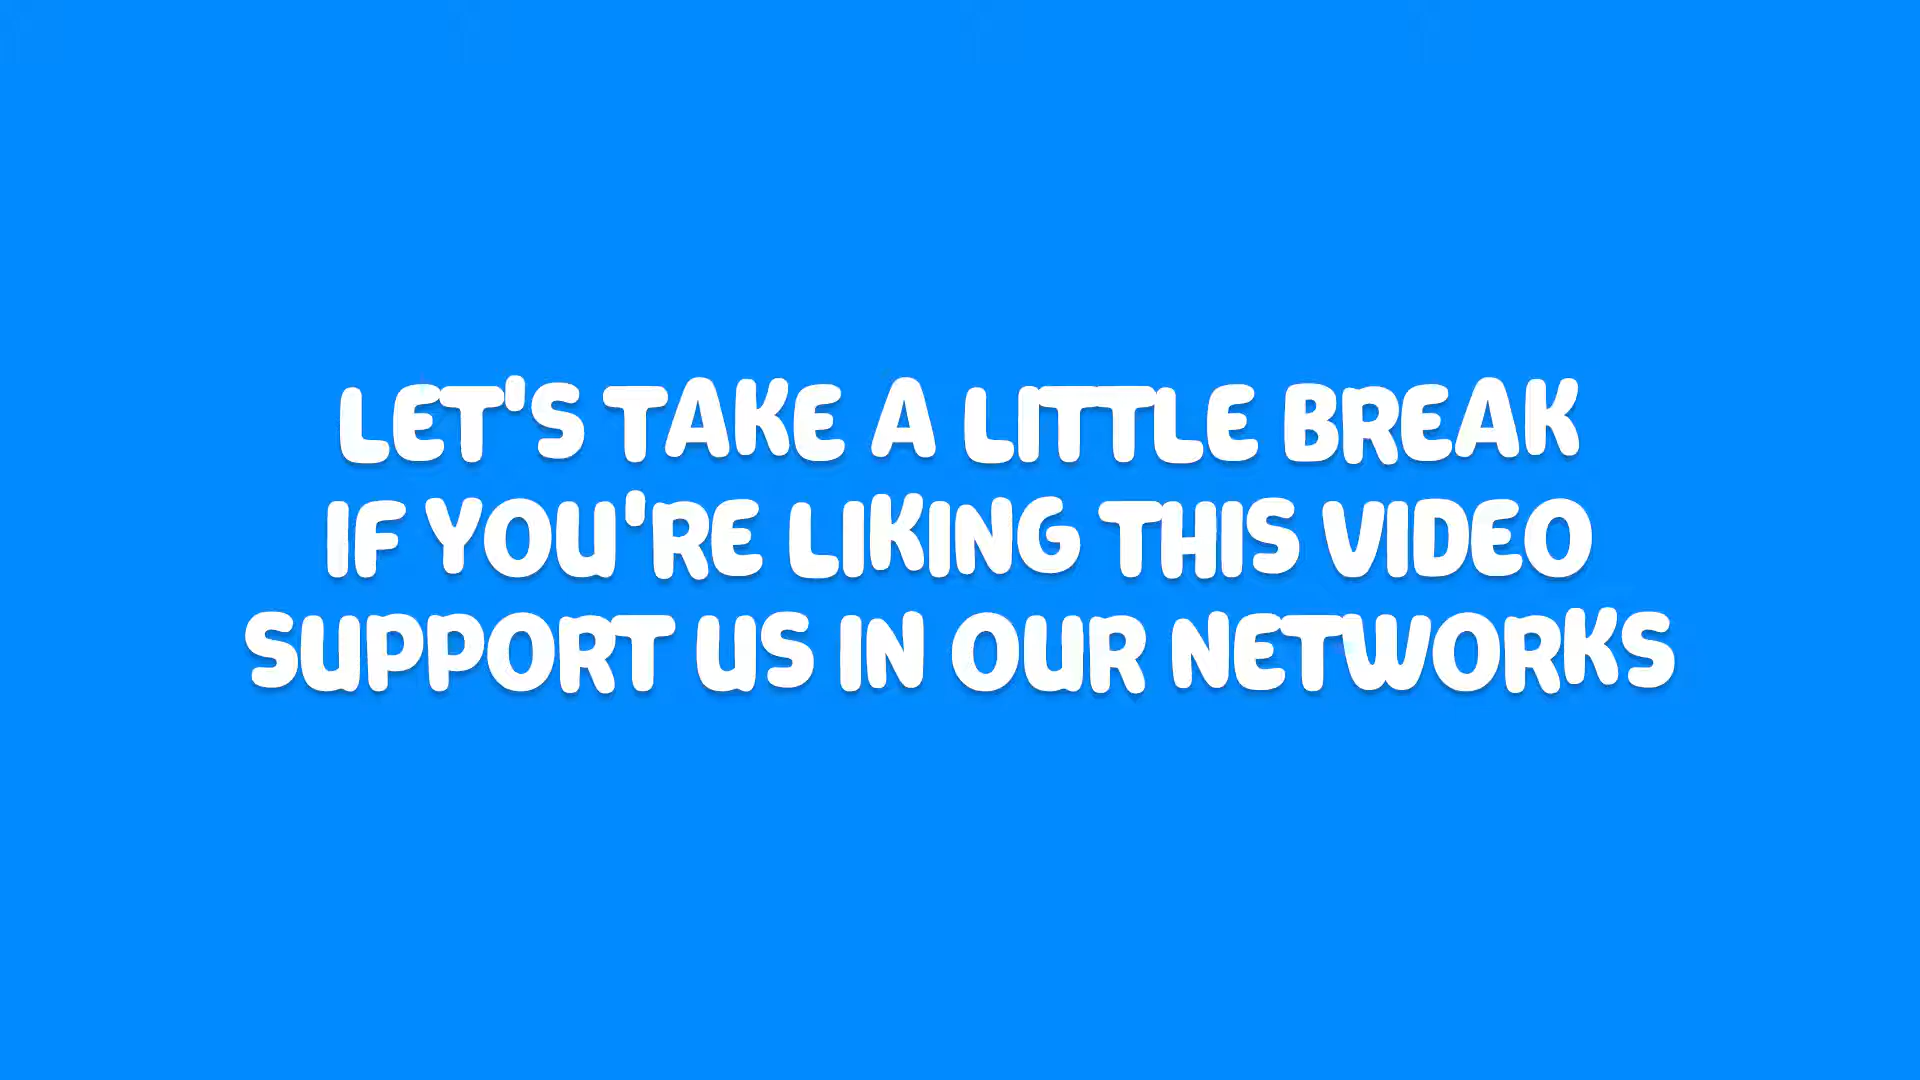 LET'S TAKE A LITTLE BREAK
IF YOU'RE LIKING THIS VIDEO
SUPPORT US IN OUR NETWORKS